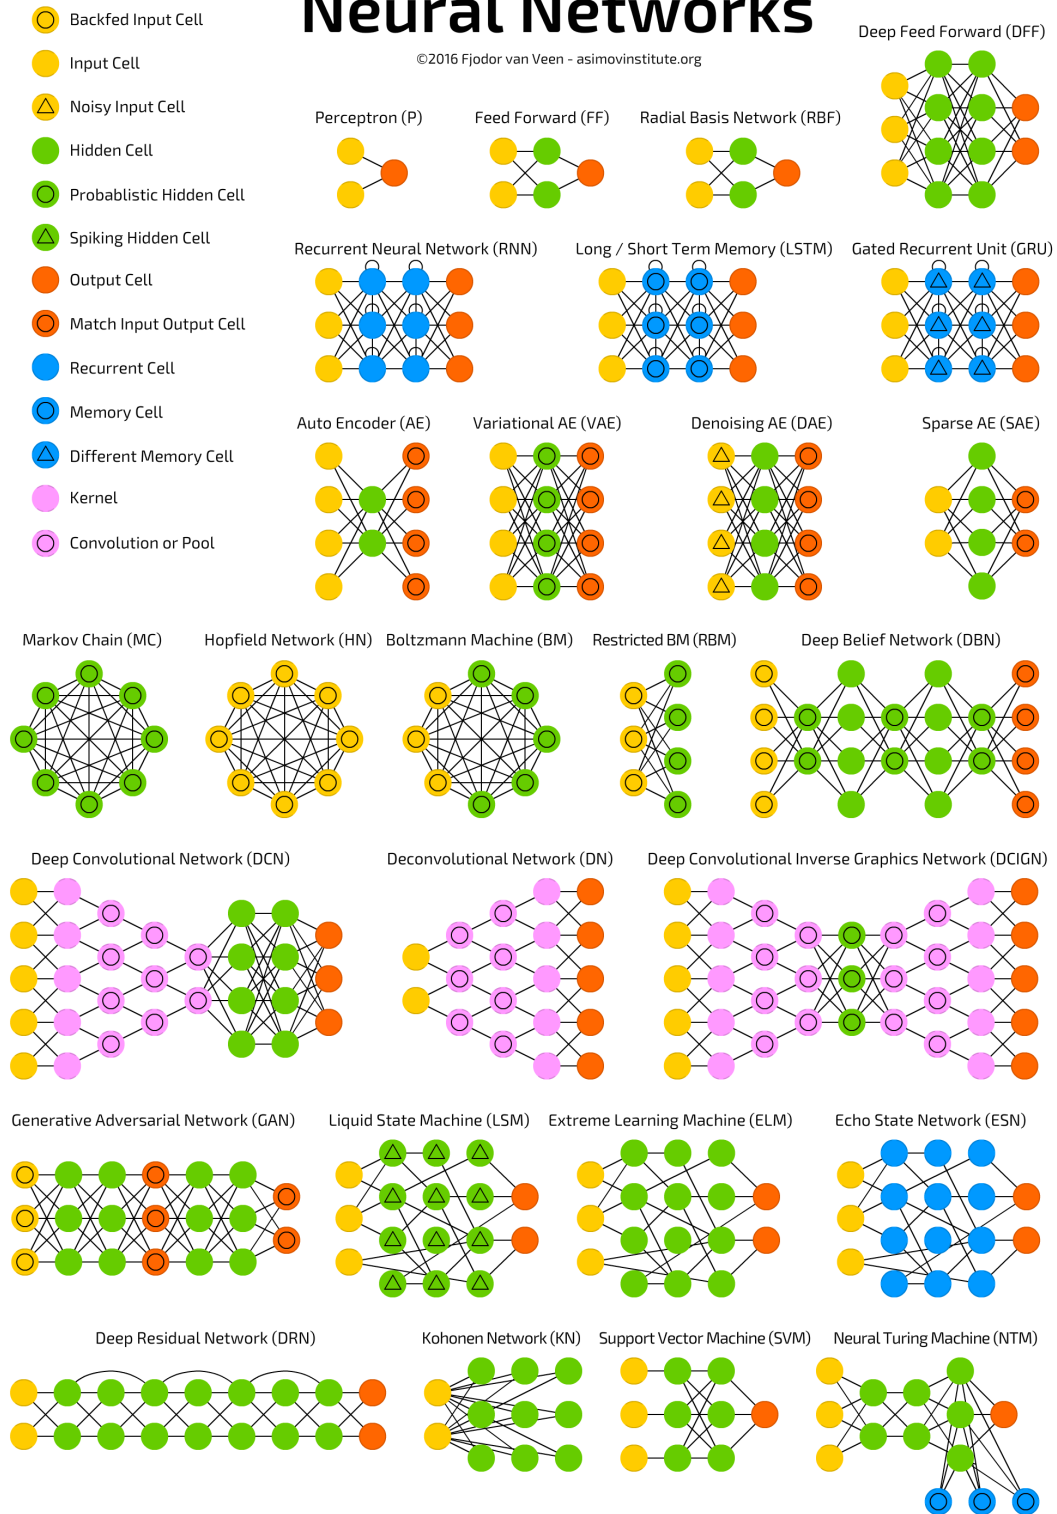 Neural Networks
©2016 Fjodor van Veen - asimovinstitute.org
Backfed Input Cell
Input Cell
Noisy Input Cell
Hidden Cell
Probablistic Hidden Cell
Spiking Hidden Cell
Output Cell
Match Input Output Cell
Recurrent Cell
Memory Cell
Different Memory Cell
Kernel
Convolution or Pool
Deep Feed Forward (DFF)
Perceptron (P)
Feed Forward (FF)
Radial Basis Network (RBF)
Recurrent Neural Network (RNN)
Long / Short Term Memory (LSTM)
Gated Recurrent Unit (GRU)
Auto Encoder (AE)
Variational AE (VAE)
Denoising AE (DAE)
Sparse AE (SAE)
Markov Chain (MC)
Hopfield Network (HN)
Boltzmann Machine (BM)
Restricted BM (RBM)
Deep Belief Network (DBN)
Deep Convolutional Network (DCN)
Deconvolutional Network (DN)
Deep Convolutional Inverse Graphics Network (DCIGN)
Generative Adversarial Network (GAN)
Liquid State Machine (LSM)
Extreme Learning Machine (ELM)
Echo State Network (ESN)
Deep Residual Network (DRN)
Kohonen Network (KN)
Support Vector Machine (SVM)
Neural Turing Machine (NTM)